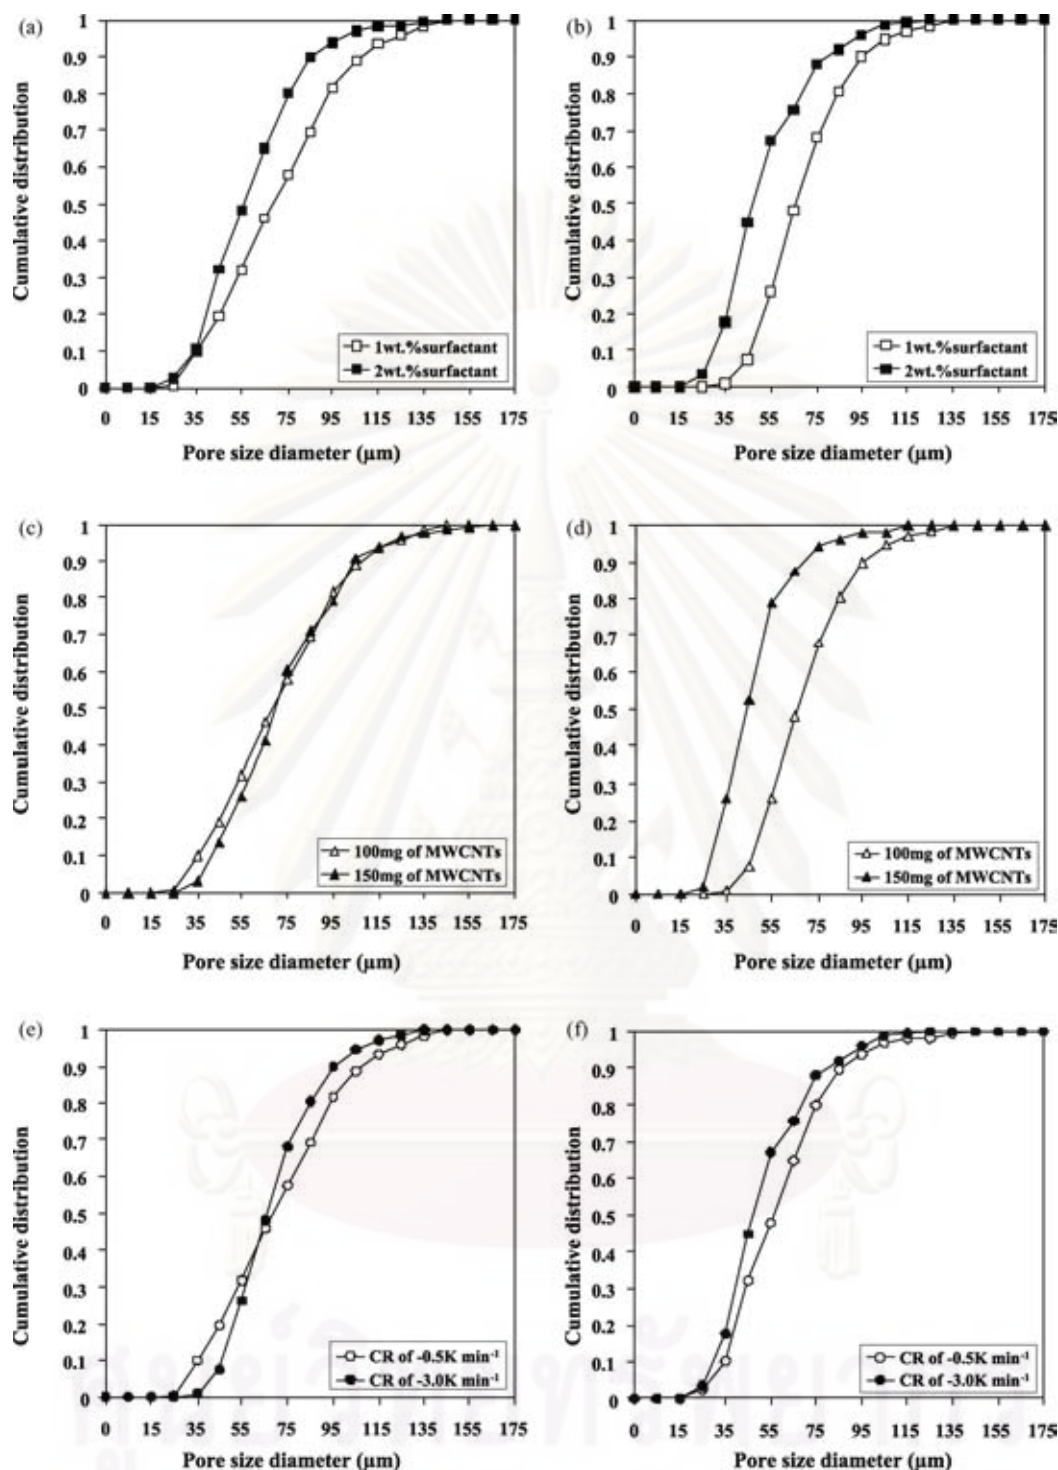 (a)
Cumulative distribution
1
0.9
0.8
0.7
0.6
0.5
0.4
0.3
0.2
0.1
0
1wt.%surfactant
2wt.%surfactant
0 15 35 55 75 95 115 135 155 175
Pore size diameter (µm)
(b)
Cumulative distribution
1
0.9
0.8
0.7
0.6
0.5
0.4
0.3
0.2
0.1
0
1wt.%surfactant
2wt.%surfactant
0 15 35 55 75 95 115 135 155 175
Pore size diameter (µm)
(c)
Cumulative distribution
1
0.9
0.8
0.7
0.6
0.5
0.4
0.3
0.2
0.1
0
100mg of MWCNTs
150mg of MWCNTs
0 15 35 55 75 95 115 135 155 175
Pore size diameter (µm)
(d)
Cumulative distribution
1
0.9
0.8
0.7
0.6
0.5
0.4
0.3
0.2
0.1
0
100mg of MWCNTs
150mg of MWCNTs
0 15 35 55 75 95 115 135 155 175
Pore size diameter (µm)
(e)
Cumulative distribution
1
0.9
0.8
0.7
0.6
0.5
0.4
0.3
0.2
0.1
0
CR of -0.5K min⁻¹
CR of -3.0K min⁻¹
0 15 35 55 75 95 115 135 155 175
Pore size diameter (µm)
(f)
Cumulative distribution
1
0.9
0.8
0.7
0.6
0.5
0.4
0.3
0.2
0.1
0
CR of -0.5K min⁻¹
CR of -3.0K min⁻¹
0 15 35 55 75 95 115 135 155 175
Pore size diameter (µm)
ศูนย์วิทยทรัพยากร